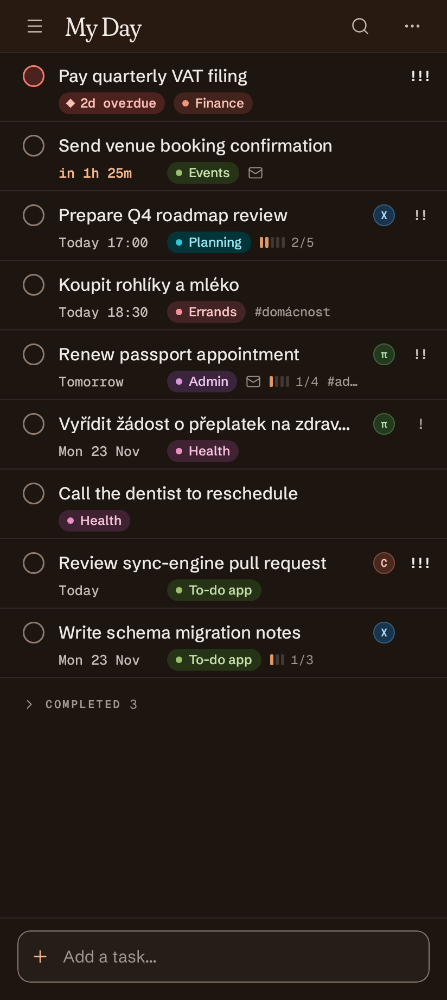 My Day
Pay quarterly VAT filing !!!
2d overdue Finance
Send venue booking confirmation
in 1h 25m Events
Prepare Q4 roadmap review X !!
Today 17:00 Planning 2/5
Koupit rohlíky a mléko
Today 18:30 Errands #domácnost
Renew passport appointment π !!
Tomorrow Admin 1/4 #ad…
Vyřídit žádost o přeplatek na zdrav… π !
Mon 23 Nov Health
Call the dentist to reschedule
Health
Review sync-engine pull request C !!!
Today To-do app
Write schema migration notes X
Mon 23 Nov To-do app 1/3
COMPLETED 3
Add a task…